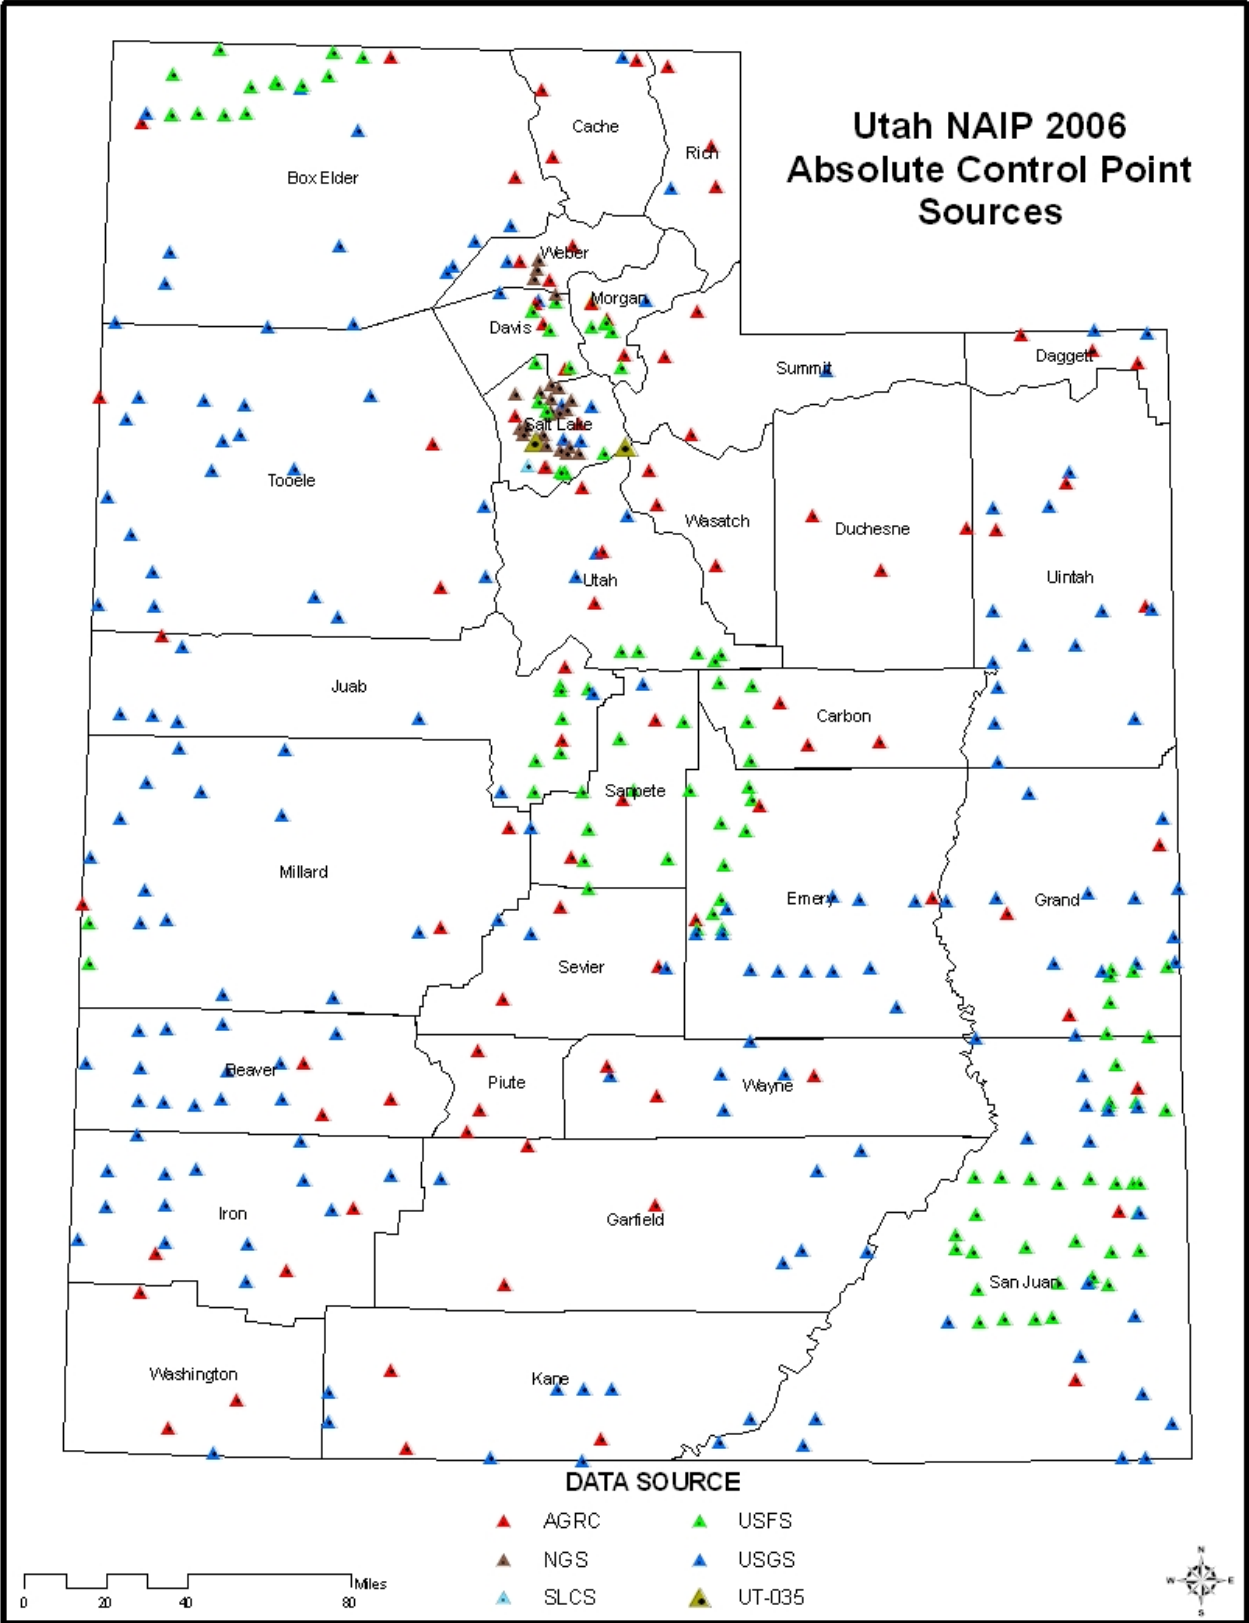 Utah NAIP 2006
Absolute Control Point
Sources
Cache
Rich
Box Elder
Weber
Morgan
Davis
Summit
Daggett
Salt Lake
Tooele
Wasatch
Duchesne
Utah
Uintah
Juab
Carbon
Sanpete
Millard
Emery
Grand
Sevier
Beaver
Piute
Wayne
Iron
Garfield
San Juan
Washington
Kane
DATA SOURCE
AGRC
USFS
NGS
USGS
SLCS
UT-035
Miles
0 20 40 80
N
W E
S